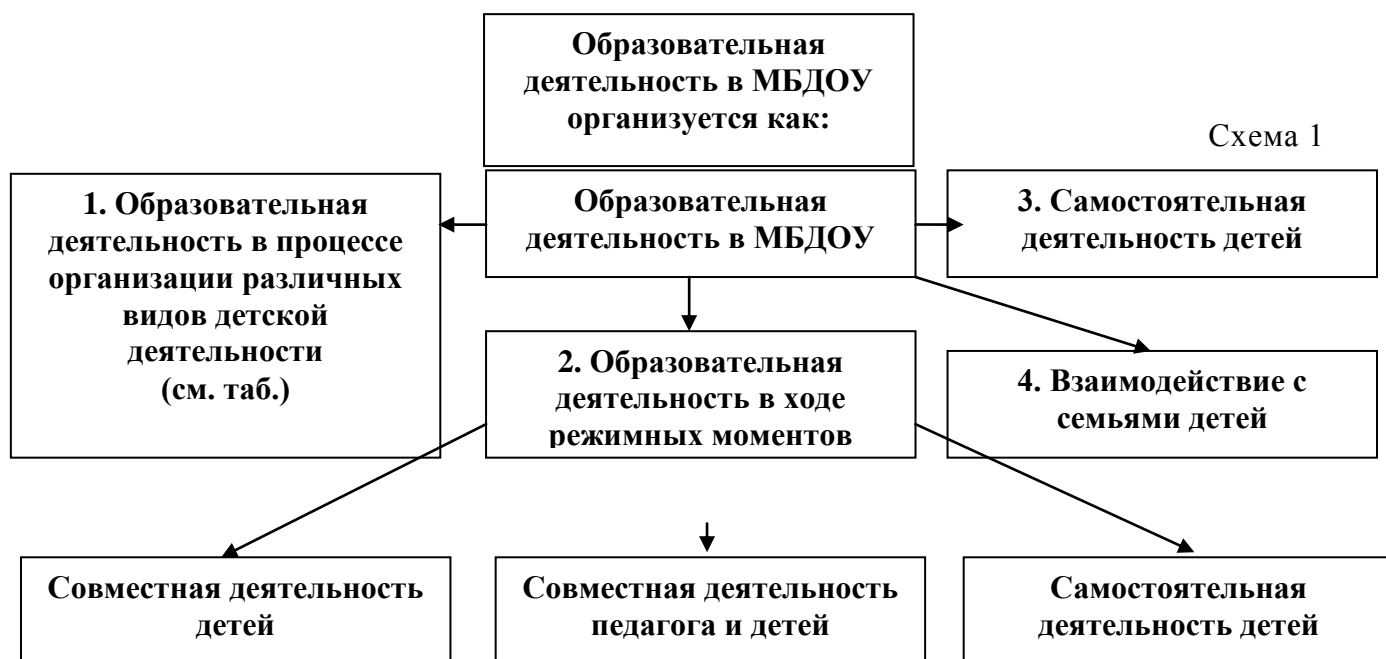 Образовательная
деятельность в МБДОУ
организуется как:
Схема 1
1. Образовательная
деятельность в процессе
организации различных
видов детской
деятельности
(см. таб.)
Образовательная
деятельность в МБДОУ
3. Самостоятельная
деятельность детей
2. Образовательная
деятельность в ходе
режимных моментов
4. Взаимодействие с
семьями детей
Совместная деятельность
детей
Совместная деятельность
педагога и детей
Самостоятельная
деятельность детей